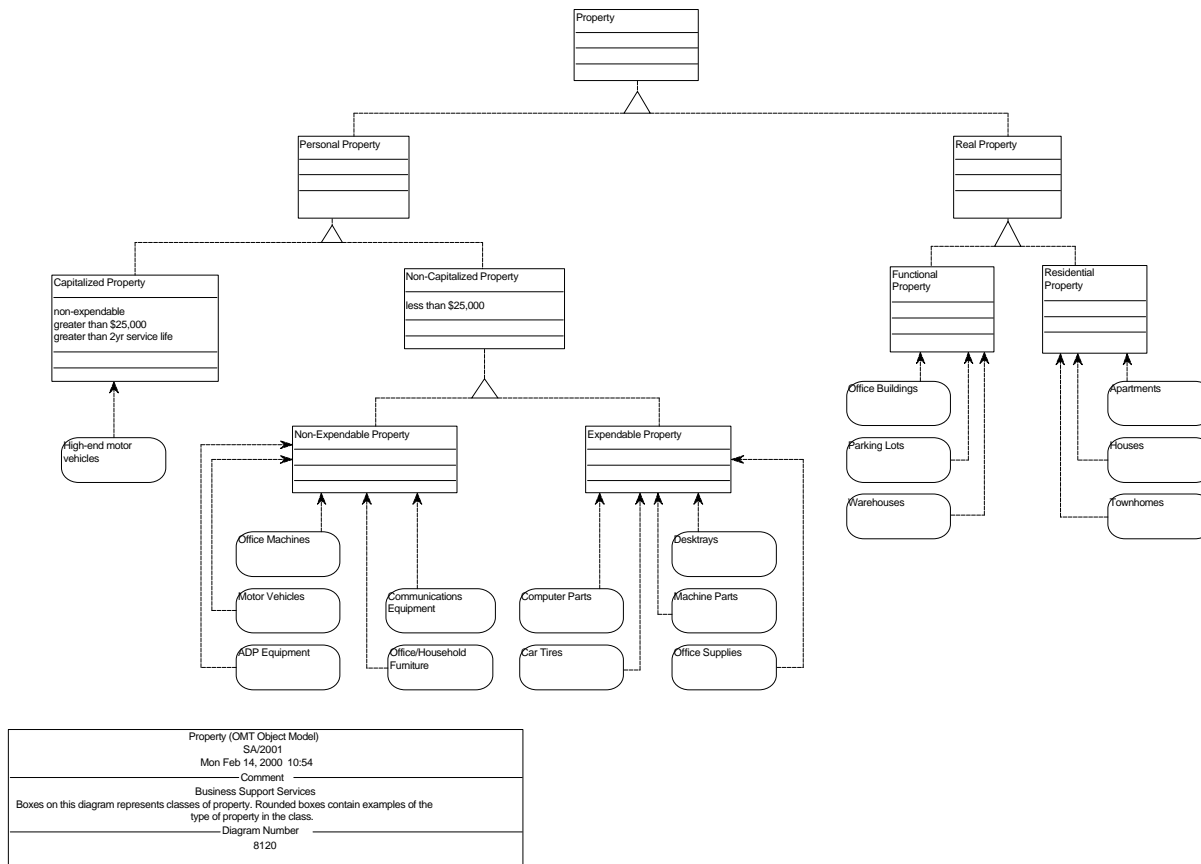 Property
Personal Property
Real Property
Capitalized Property
non-expendable
greater than $25,000
greater than 2yr service life
Non-Capitalized Property
less than $25,000
Functional
Property
Residential
Property
High-end motor
vehicles
Non-Expendable Property
Expendable Property
Office Buildings
Parking Lots
Warehouses
Apartments
Houses
Townhomes
Office Machines
Motor Vehicles
ADP Equipment
Communications
Equipment
Office/Household
Furniture
Computer Parts
Car Tires
Desktrays
Machine Parts
Office Supplies
Property (OMT Object Model)
SA/2001
Mon Feb 14, 2000 10:54
Comment
Business Support Services
Boxes on this diagram represents classes of property. Rounded boxes contain examples of the
type of property in the class.
Diagram Number
8120